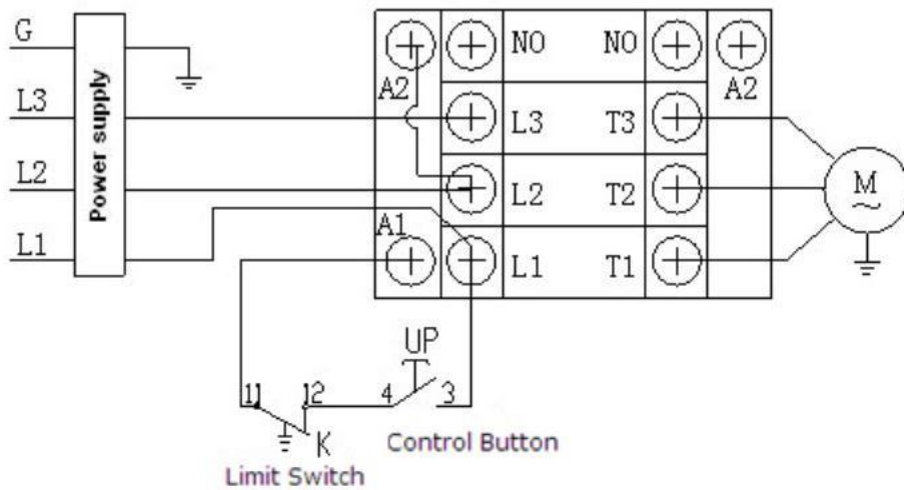 G
L3
L2
L1
Power supply
A2 NO NO A2
L3 T3
L2 T2
A1 L1 T1
M
~
UP
11 12 4 3
K
Control Button
Limit Switch